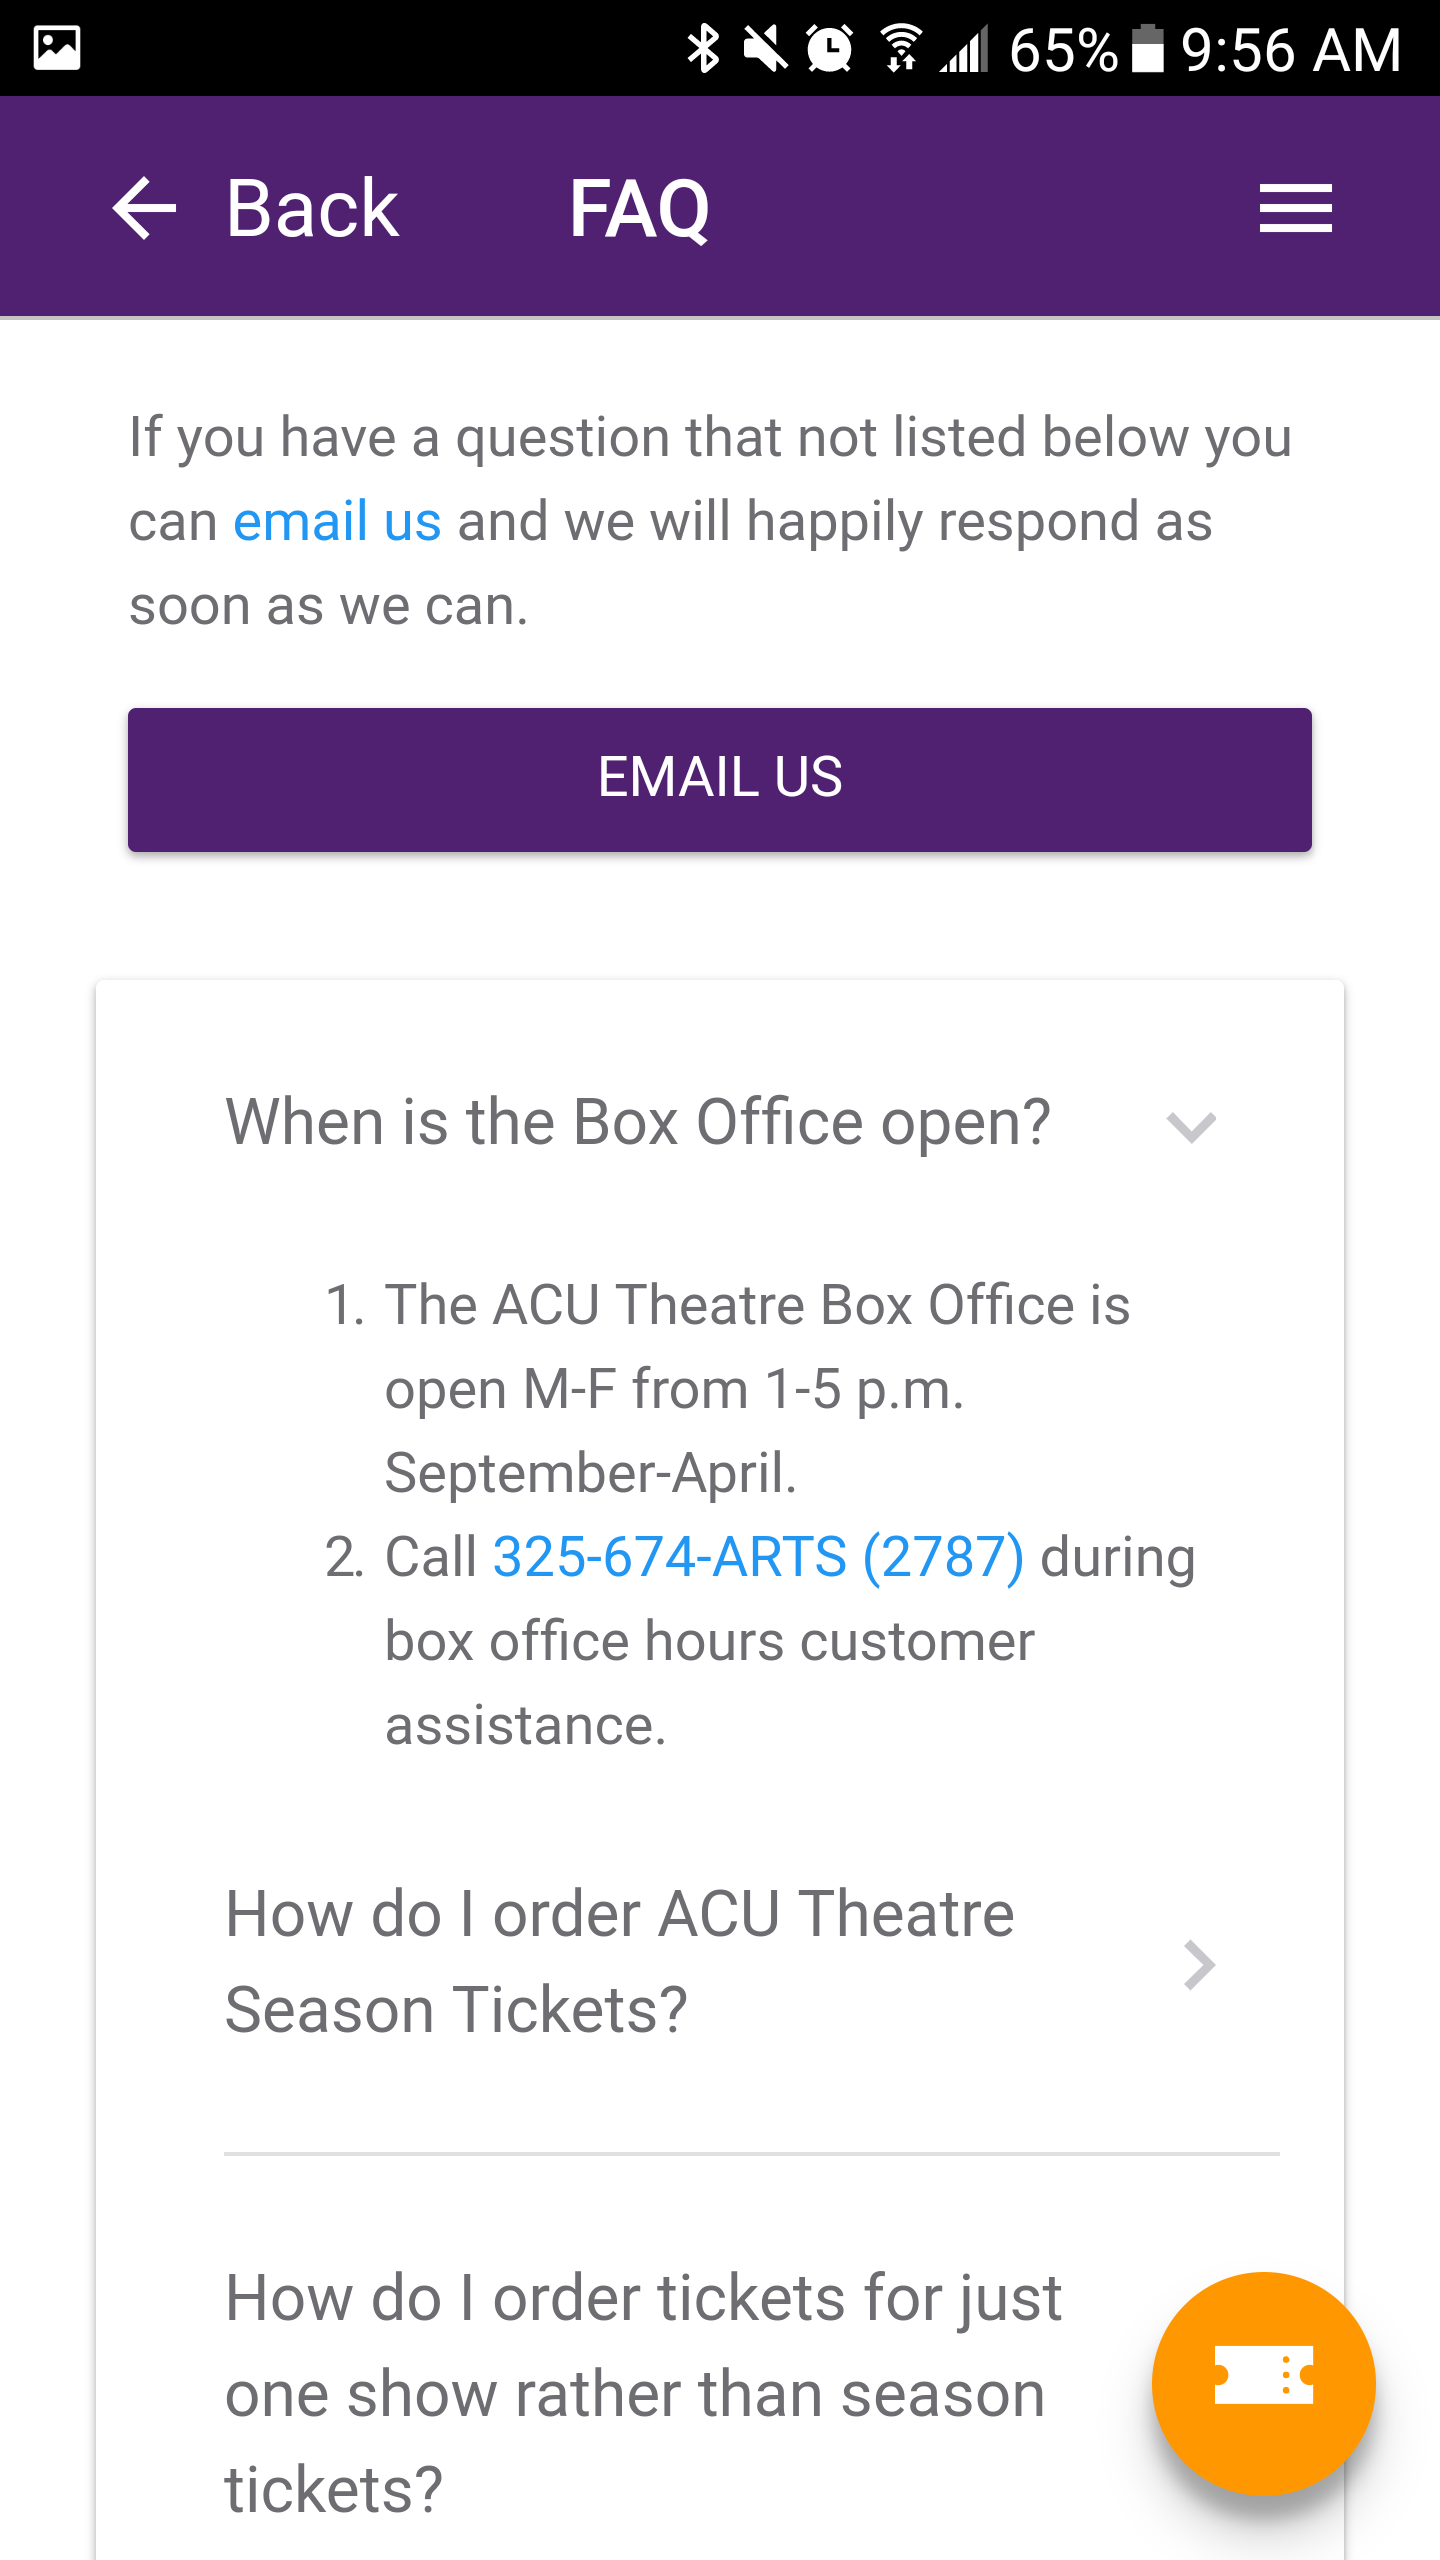 65% 9:56 AM
Back FAQ
If you have a question that not listed below you
can email us and we will happily respond as
soon as we can.
EMAIL US
When is the Box Office open?
1. The ACU Theatre Box Office is
open M-F from 1-5 p.m.
September-April.
2. Call 325-674-ARTS (2787) during
box office hours customer
assistance.
How do I order ACU Theatre
Season Tickets?
How do I order tickets for just
one show rather than season
tickets?